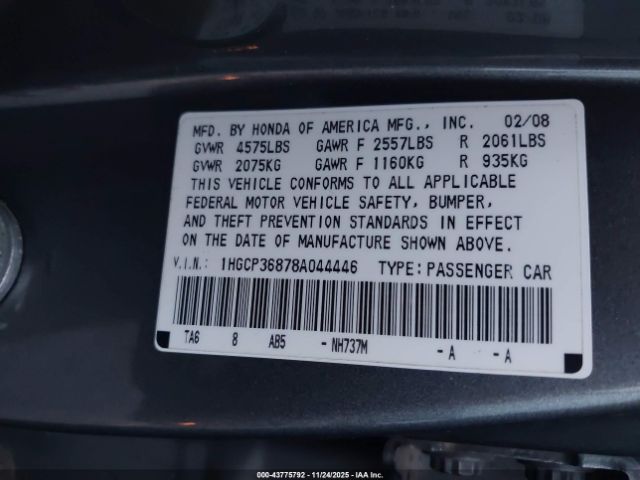 MFD. BY HONDA OF AMERICA MFG., INC. 02/08
GVWR 4575LBS GAWR F 2557LBS R 2061LBS
GVWR 2075KG GAWR F 1160KG R 935KG
THIS VEHICLE CONFORMS TO ALL APPLICABLE
FEDERAL MOTOR VEHICLE SAFETY, BUMPER,
AND THEFT PREVENTION STANDARDS IN EFFECT
ON THE DATE OF MANUFACTURE SHOWN ABOVE.
V.I.N.: 1HGCP36878A044446 TYPE: PASSENGER CAR
TA6 8 AB5 - NH737M - A - A
00-43775792 - 11/24/2025 - IAA Inc.